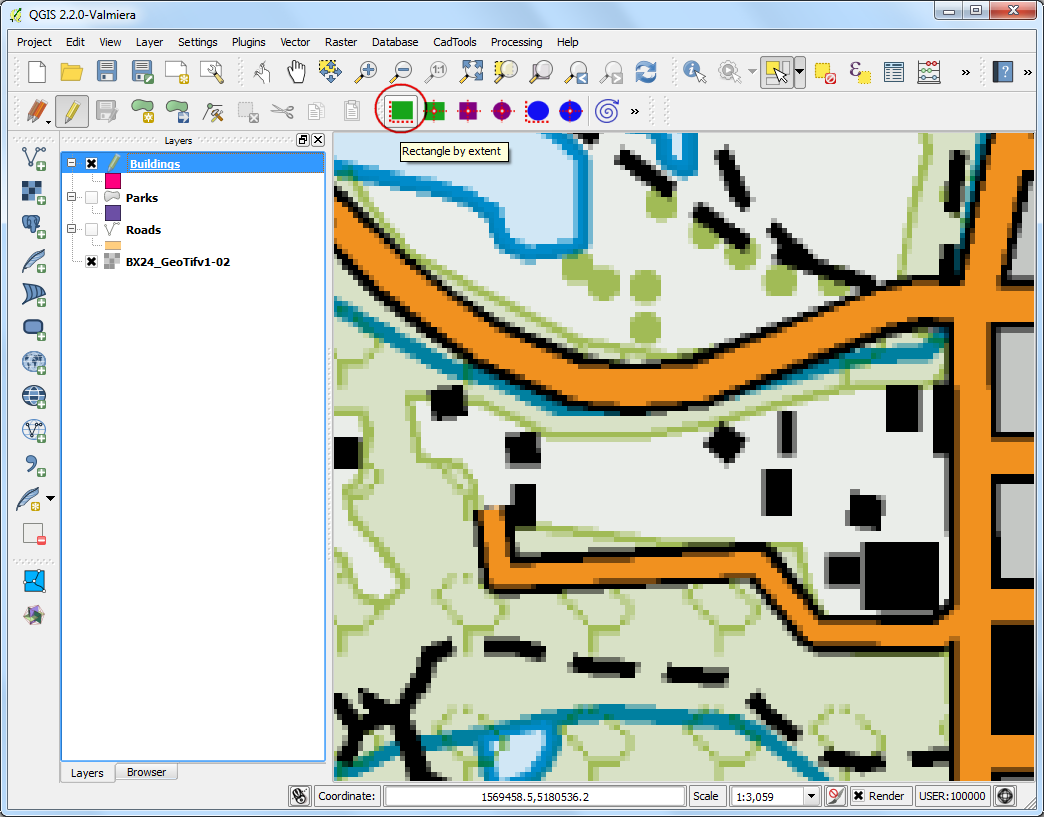 QGIS 2.2.0-Valmiera
Project Edit View Layer Settings Plugins Vector Raster Database CadTools Processing Help
1:1
Rectangle by extent
Layers
Buildings
Parks
Roads
BX24_GeoTifv1-02
Layers Browser
Coordinate: 1569458.5,5180536.2 Scale 1:3,059 Render USER:100000